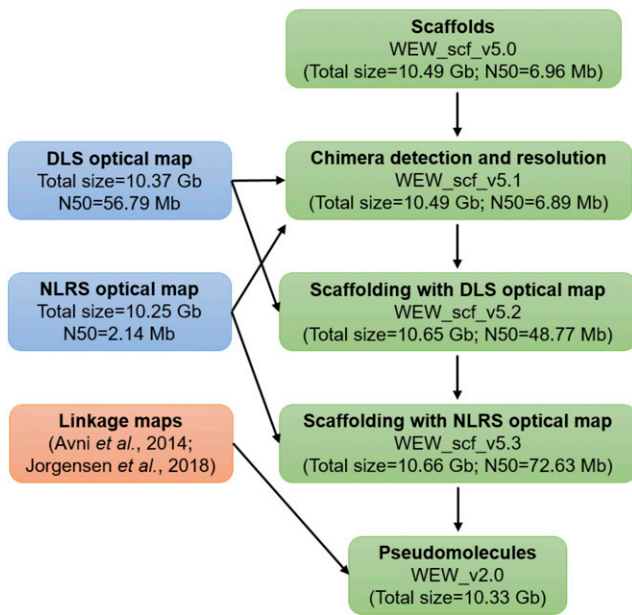 Scaffolds
WEW_scf_v5.0
(Total size=10.49 Gb; N50=6.96 Mb)
DLS optical map
Total size=10.37 Gb
N50=56.79 Mb
Chimera detection and resolution
WEW_scf_v5.1
(Total size=10.49 Gb; N50=6.89 Mb)
NLRS optical map
Total size=10.25 Gb
N50=2.14 Mb
Scaffolding with DLS optical map
WEW_scf_v5.2
(Total size=10.65 Gb; N50=48.77 Mb)
Linkage maps
(Avni et al., 2014;
Jorgensen et al., 2018)
Scaffolding with NLRS optical map
WEW_scf_v5.3
(Total size=10.66 Gb; N50=72.63 Mb)
Pseudomolecules
WEW_v2.0
(Total size=10.33 Gb)